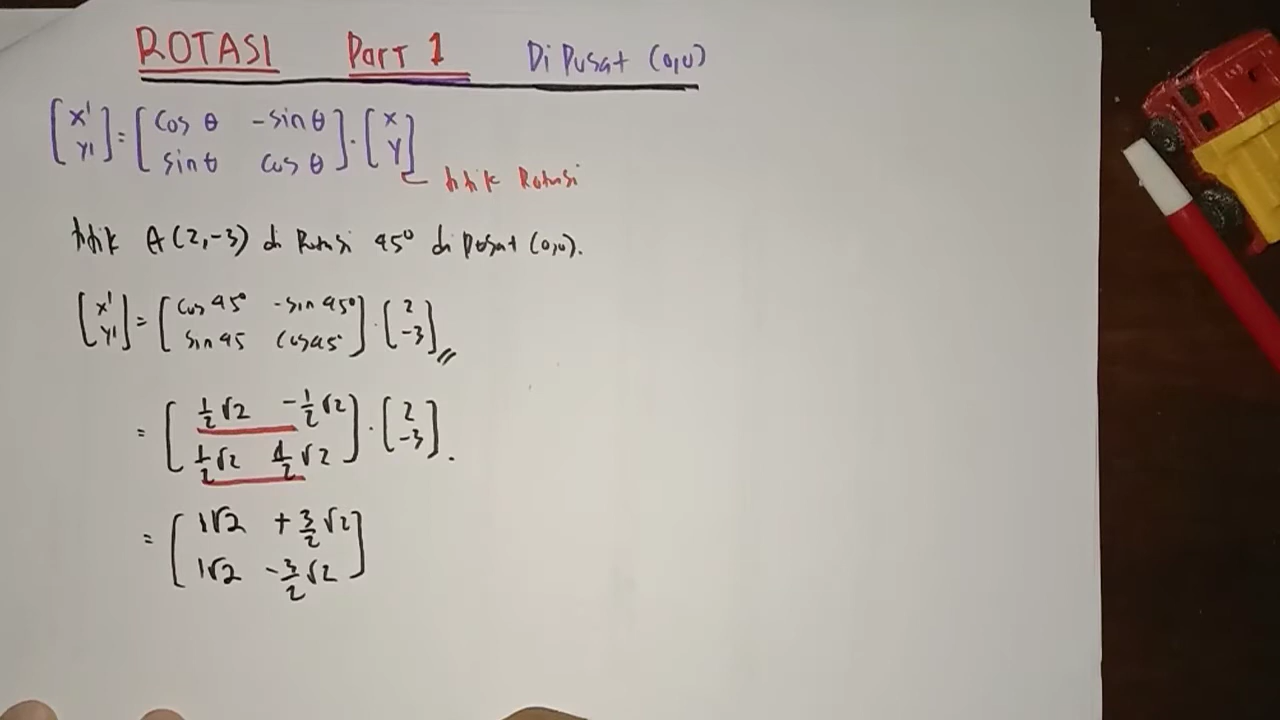 ROTASI Part 1 Di Pusat (0,0)
[x' y'] = [cos θ -sin θ sin θ cos θ] · [x y]
titik Rotasi
titik A(2,-3) di Rotasi 45° di Pusat (0,0).
[x' y'] = [cos 45° -sin 45° sin 45 cos 45°] · [2 -3]
= [½√2 -½√2 ½√2 ½√2] · [2 -3].
= [1√2 + 3/2 √2 1√2 - 3/2 √2]